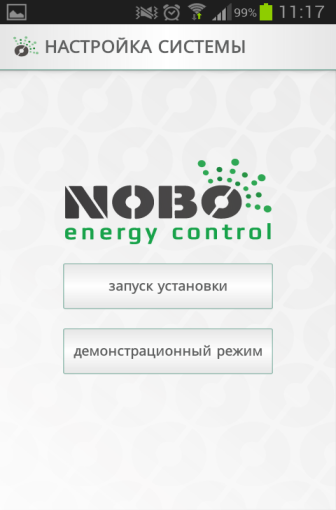 99% 11:17
НАСТРОЙКА СИСТЕМЫ
NOBO
energy control
запуск установки
демонстрационный режим